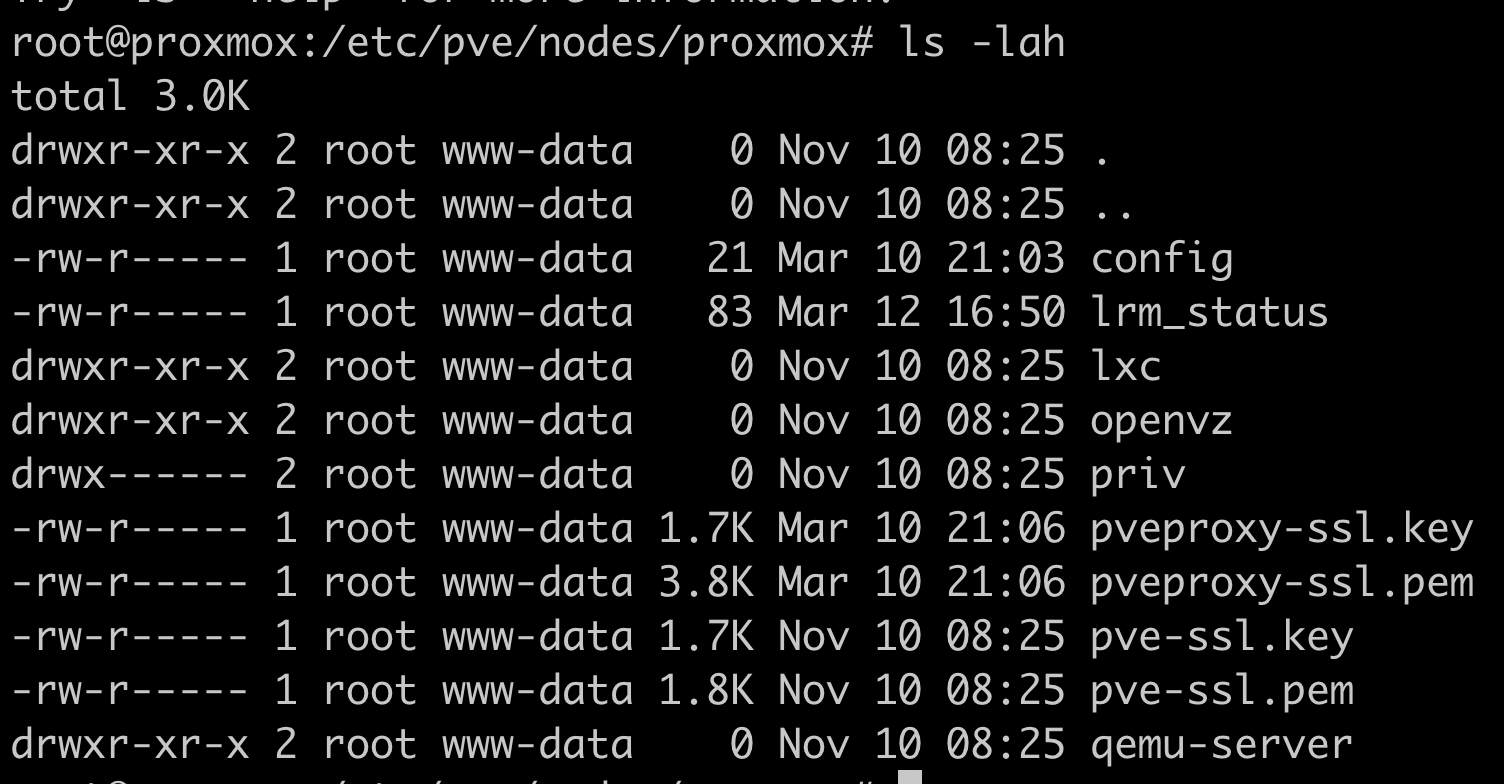 Try 'ls --help' for more information.
root@proxmox:/etc/pve/nodes/proxmox# ls -lah
total 3.0K
drwxr-xr-x 2 root www-data    0 Nov 10 08:25 .
drwxr-xr-x 2 root www-data    0 Nov 10 08:25 ..
-rw-r----- 1 root www-data   21 Mar 10 21:03 config
-rw-r----- 1 root www-data   83 Mar 12 16:50 lrm_status
drwxr-xr-x 2 root www-data    0 Nov 10 08:25 lxc
drwxr-xr-x 2 root www-data    0 Nov 10 08:25 openvz
drwx------ 2 root www-data    0 Nov 10 08:25 priv
-rw-r----- 1 root www-data 1.7K Mar 10 21:06 pveproxy-ssl.key
-rw-r----- 1 root www-data 3.8K Mar 10 21:06 pveproxy-ssl.pem
-rw-r----- 1 root www-data 1.7K Nov 10 08:25 pve-ssl.key
-rw-r----- 1 root www-data 1.8K Nov 10 08:25 pve-ssl.pem
drwxr-xr-x 2 root www-data    0 Nov 10 08:25 qemu-server